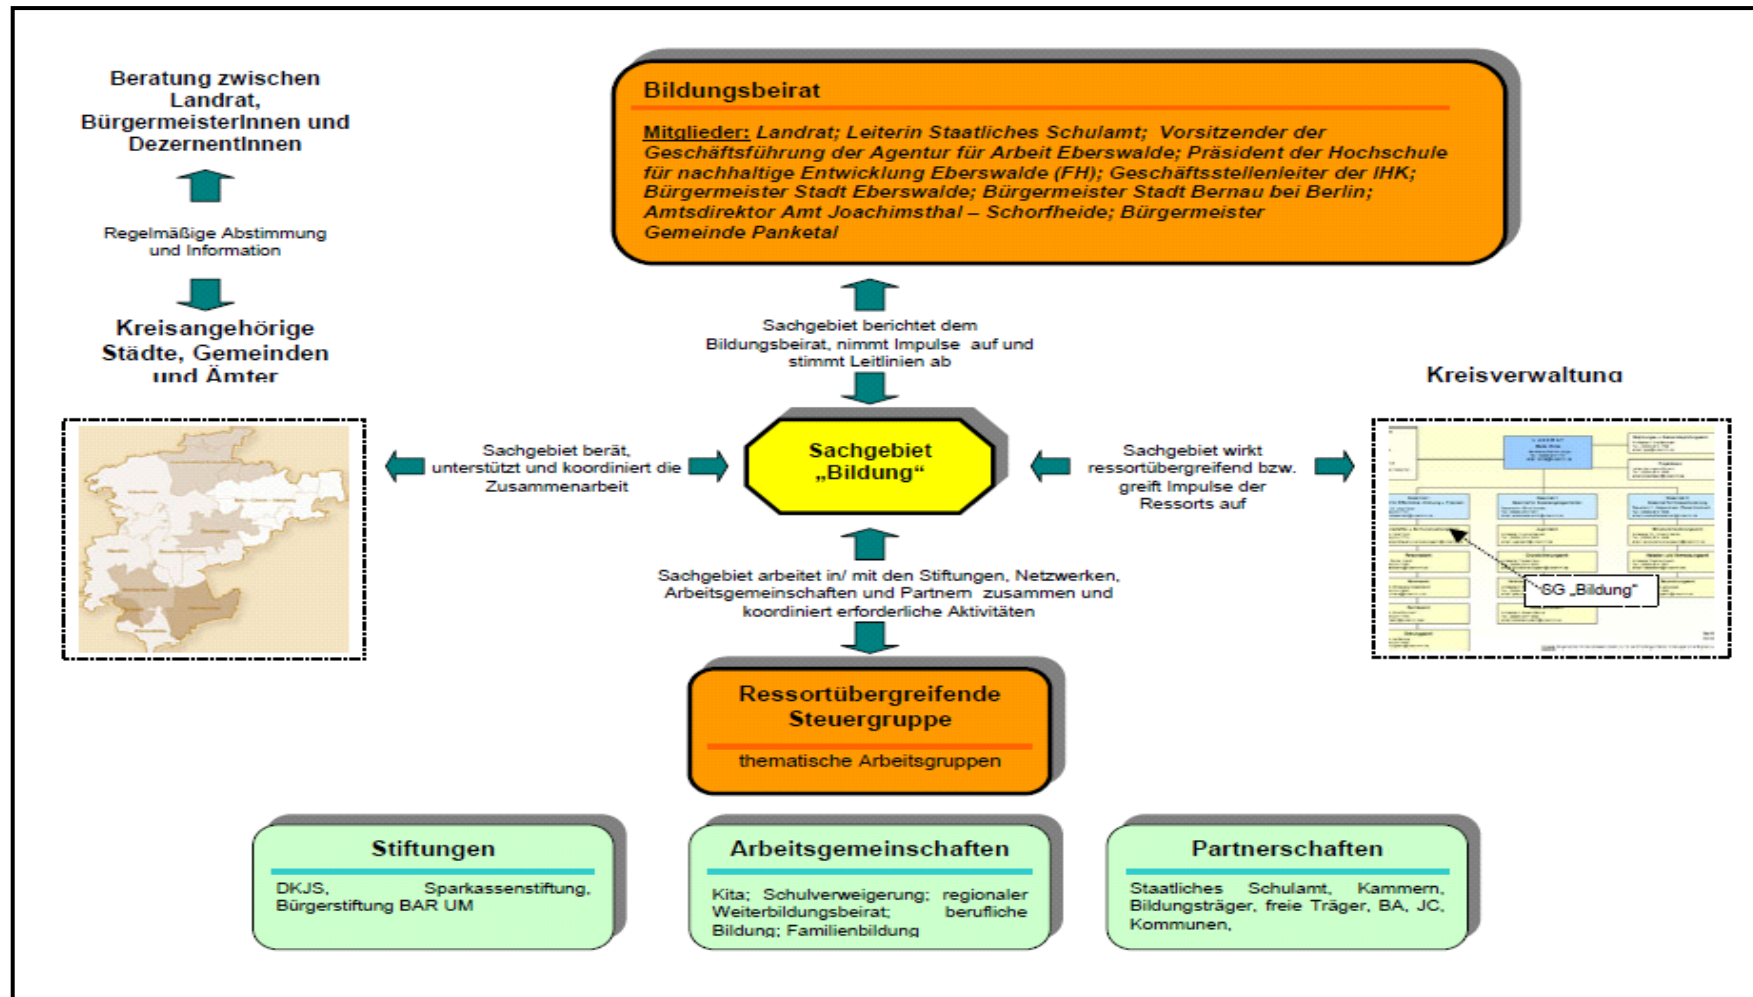 Beratung zwischen
Landrat,
BürgermeisterInnen und
DezernentInnen
Regelmäßige Abstimmung
und Information
Kreisangehörige
Städte, Gemeinden
und Ämter
Bildungsbeirat
Mitglieder: Landrat; Leiterin Staatliches Schulamt; Vorsitzender der
Geschäftsführung der Agentur für Arbeit Eberswalde; Präsident der Hochschule
für nachhaltige Entwicklung Eberswalde (FH); Geschäftsstellenleiter der IHK;
Bürgermeister Stadt Eberswalde; Bürgermeister Stadt Bernau bei Berlin;
Amtsdirektor Amt Joachimsthal – Schorfheide; Bürgermeister
Gemeinde Panketal
Sachgebiet berichtet dem
Bildungsbeirat, nimmt Impulse auf und
stimmt Leitlinien ab
Kreisverwaltung
Sachgebiet berät,
unterstützt und koordiniert die
Zusammenarbeit
Sachgebiet
„Bildung“
Sachgebiet wirkt
ressortübergreifend bzw.
greift Impulse der
Ressorts auf
LANDRAT
SG „Bildung“
Sachgebiet arbeitet in/ mit den Stiftungen, Netzwerken,
Arbeitsgemeinschaften und Partnern zusammen und
koordiniert erforderliche Aktivitäten
Ressortübergreifende
Steuergruppe
thematische Arbeitsgruppen
Stiftungen
DKJS, Sparkassenstiftung,
Bürgerstiftung BAR UM
Arbeitsgemeinschaften
Kita; Schulverweigerung; regionaler
Weiterbildungsbeirat; berufliche
Bildung; Familienbildung
Partnerschaften
Staatliches Schulamt, Kammern,
Bildungsträger, freie Träger, BA, JC,
Kommunen,